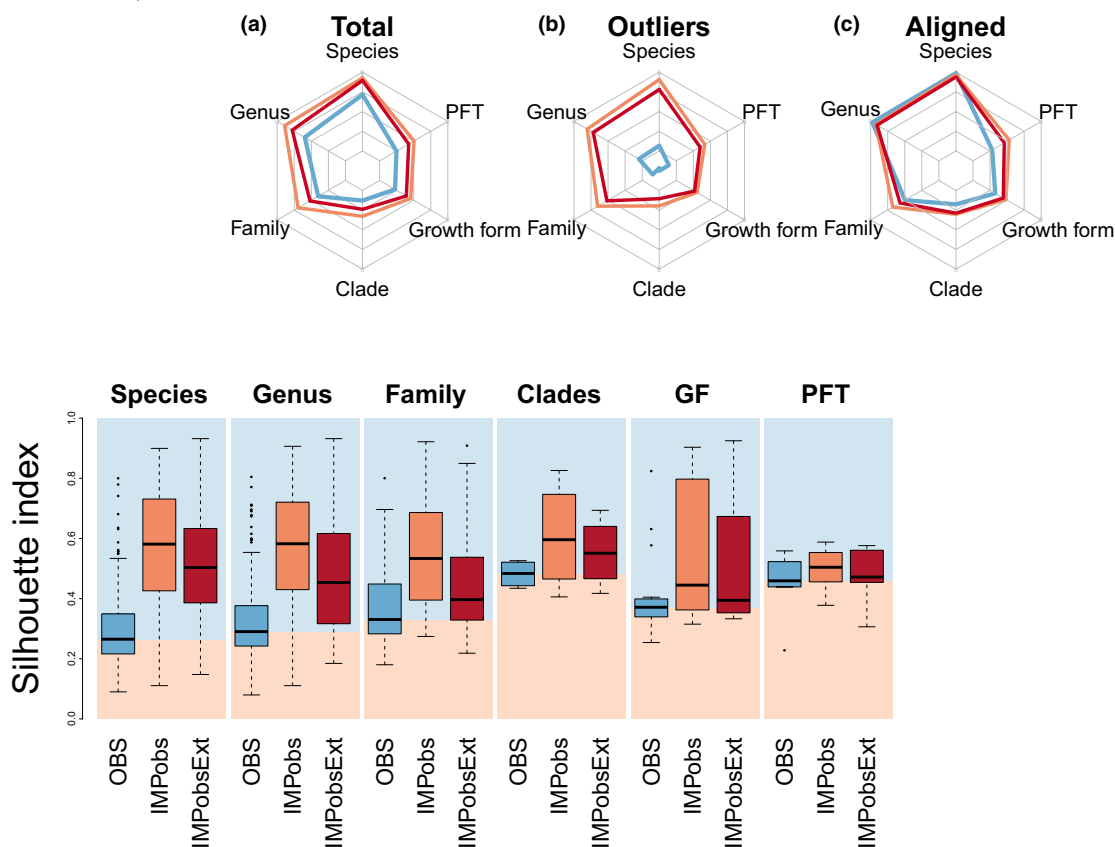 (a) Total
(b) Outliers
(c) Aligned
Species
Species
Species
Genus
PFT
PFT
Genus
PFT
Family
Growth form
Family
Growth form
Family
Growth form
Clade
Clade
Clade
Species
Genus
Family
Clades
GF
PFT
Silhouette index
1.0
0.8
0.6
0.4
0.2
0.0
OBS
IMPobs
IMPobsExt
OBS
IMPobs
IMPobsExt
OBS
IMPobs
IMPobsExt
OBS
IMPobs
IMPobsExt
OBS
IMPobs
IMPobsExt
OBS
IMPobs
IMPobsExt